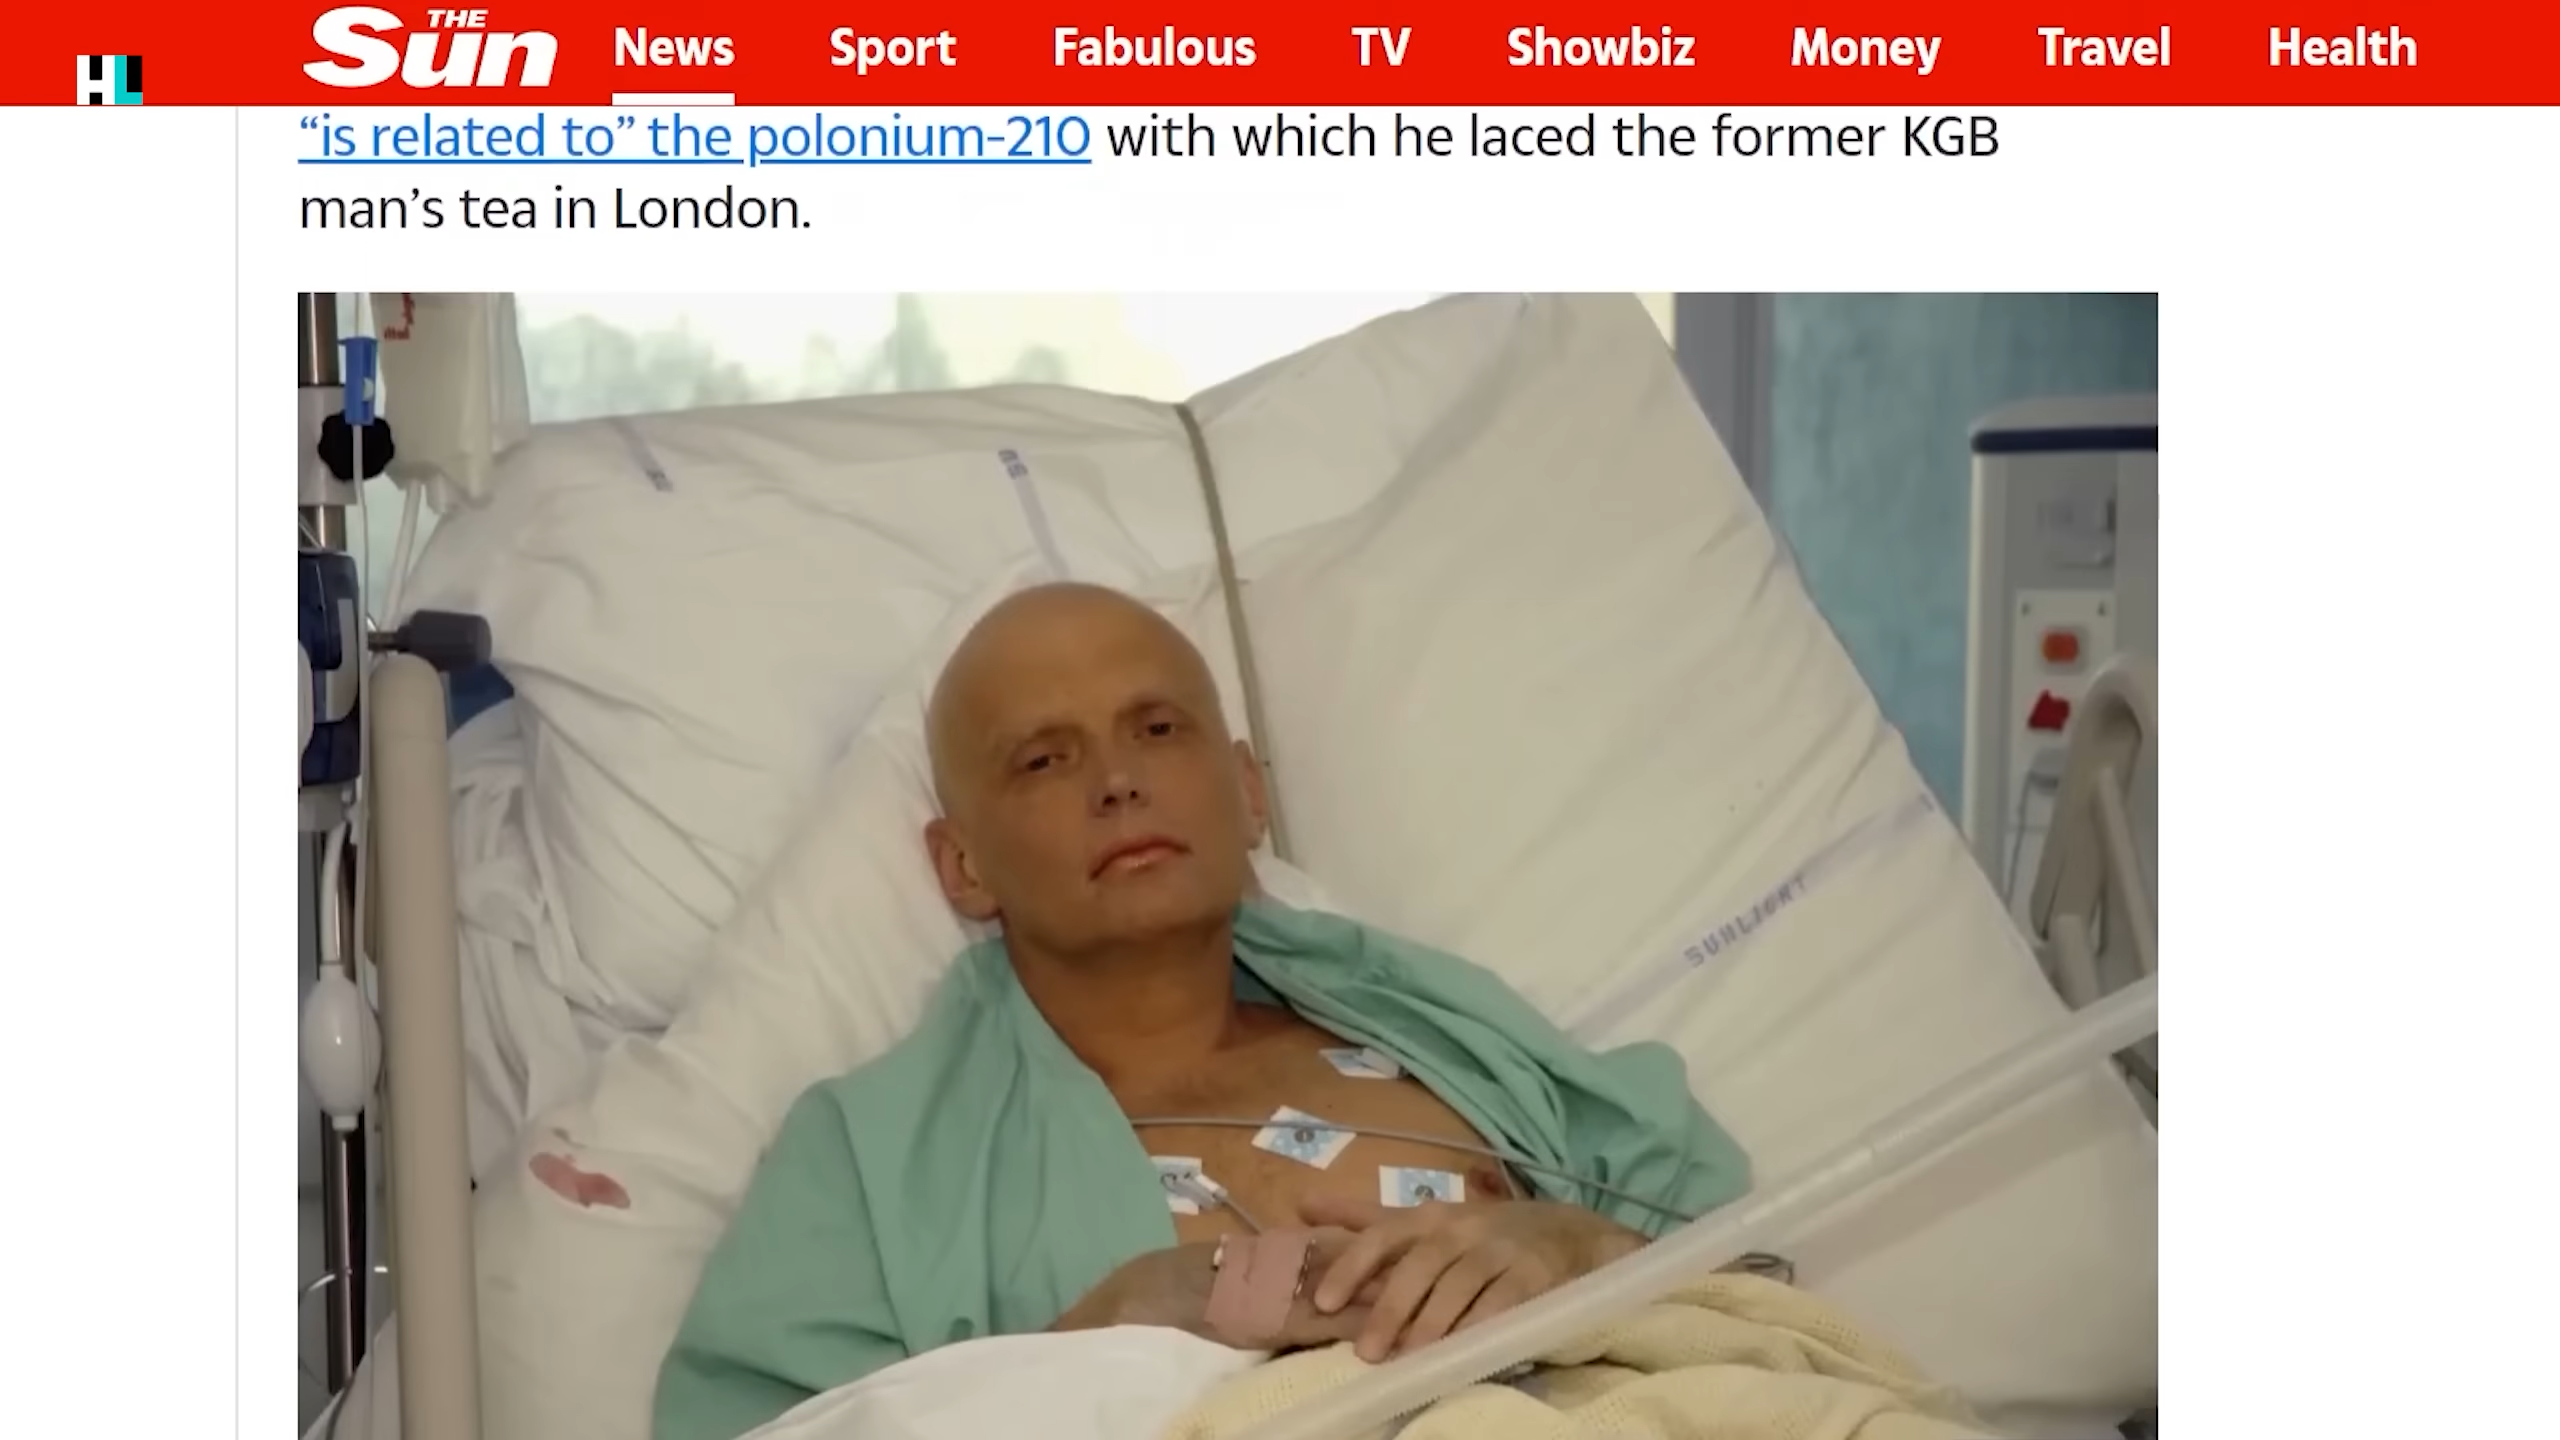 THE
Sun
News Sport Fabulous TV Showbiz Money Travel Health
HL
“is related to” the polonium-210 with which he laced the former KGB
man’s tea in London.
SUNLIGHT